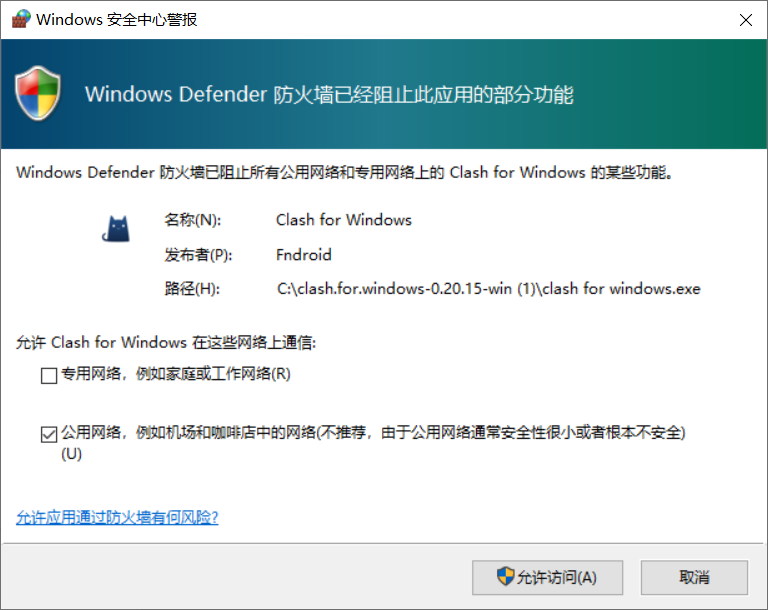 Windows 安全中心警报
Windows Defender 防火墙已经阻止此应用的部分功能
Windows Defender 防火墙已阻止所有公用网络和专用网络上的 Clash for Windows 的某些功能。
名称(N): Clash for Windows
发布者(P): Fndroid
路径(H): C:\clash.for.windows-0.20.15-win (1)\clash for windows.exe
允许 Clash for Windows 在这些网络上通信:
专用网络，例如家庭或工作网络(R)
公用网络，例如机场和咖啡店中的网络(不推荐，由于公用网络通常安全性很小或者根本不安全)
(U)
允许应用通过防火墙有何风险?
允许访问(A) 取消